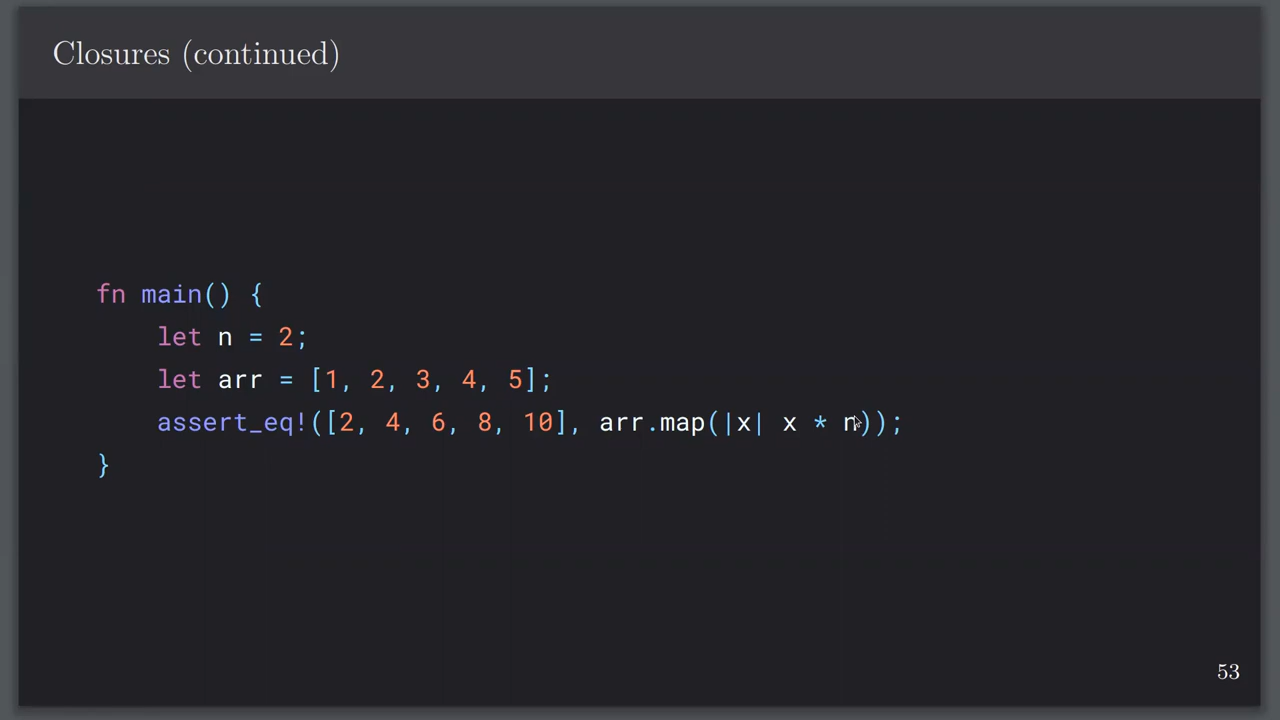 Closures (continued)
fn main() {
    let n = 2;
    let arr = [1, 2, 3, 4, 5];
    assert_eq!([2, 4, 6, 8, 10], arr.map(|x| x * n));
}
53